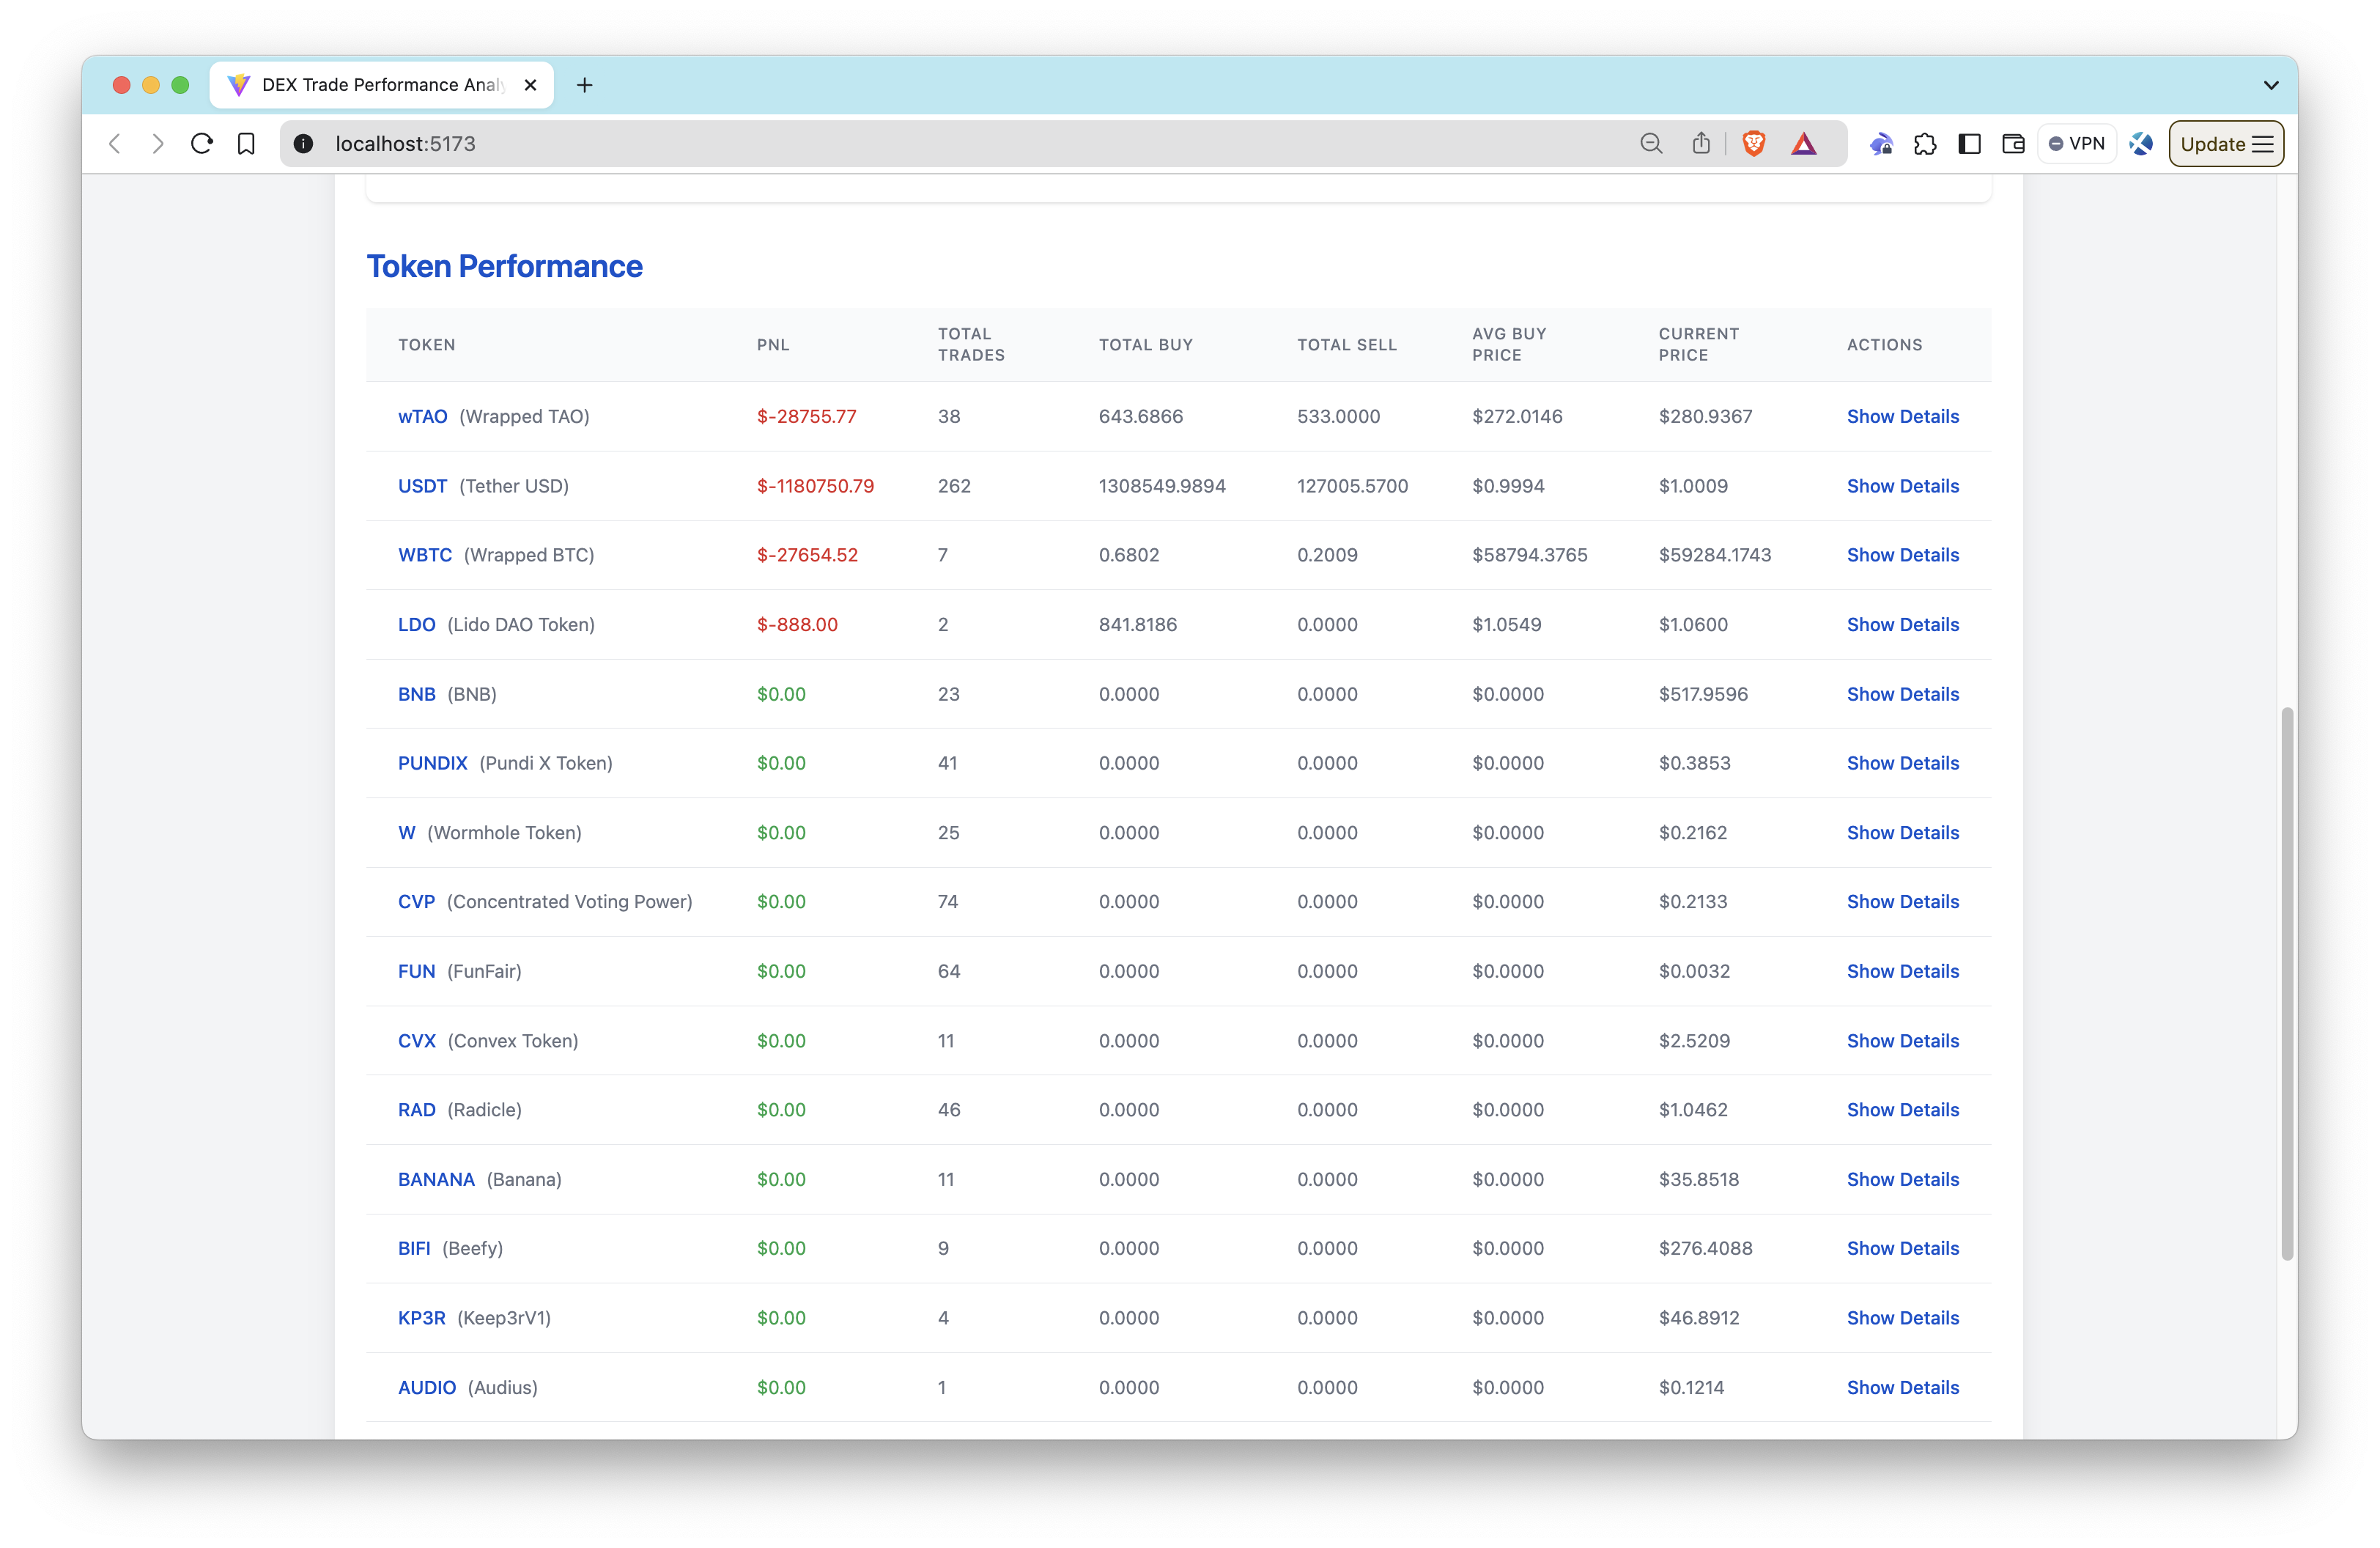 DEX Trade Performance Analy
localhost:5173
VPN
Update
Token Performance
TOKEN PNL TOTAL TRADES TOTAL BUY TOTAL SELL AVG BUY PRICE CURRENT PRICE ACTIONS
wTAO (Wrapped TAO) $-28755.77 38 643.6866 533.0000 $272.0146 $280.9367 Show Details
USDT (Tether USD) $-1180750.79 262 1308549.9894 127005.5700 $0.9994 $1.0009 Show Details
WBTC (Wrapped BTC) $-27654.52 7 0.6802 0.2009 $58794.3765 $59284.1743 Show Details
LDO (Lido DAO Token) $-888.00 2 841.8186 0.0000 $1.0549 $1.0600 Show Details
BNB (BNB) $0.00 23 0.0000 0.0000 $0.0000 $517.9596 Show Details
PUNDIX (Pundi X Token) $0.00 41 0.0000 0.0000 $0.0000 $0.3853 Show Details
W (Wormhole Token) $0.00 25 0.0000 0.0000 $0.0000 $0.2162 Show Details
CVP (Concentrated Voting Power) $0.00 74 0.0000 0.0000 $0.0000 $0.2133 Show Details
FUN (FunFair) $0.00 64 0.0000 0.0000 $0.0000 $0.0032 Show Details
CVX (Convex Token) $0.00 11 0.0000 0.0000 $0.0000 $2.5209 Show Details
RAD (Radicle) $0.00 46 0.0000 0.0000 $0.0000 $1.0462 Show Details
BANANA (Banana) $0.00 11 0.0000 0.0000 $0.0000 $35.8518 Show Details
BIFI (Beefy) $0.00 9 0.0000 0.0000 $0.0000 $276.4088 Show Details
KP3R (Keep3rV1) $0.00 4 0.0000 0.0000 $0.0000 $46.8912 Show Details
AUDIO (Audius) $0.00 1 0.0000 0.0000 $0.0000 $0.1214 Show Details